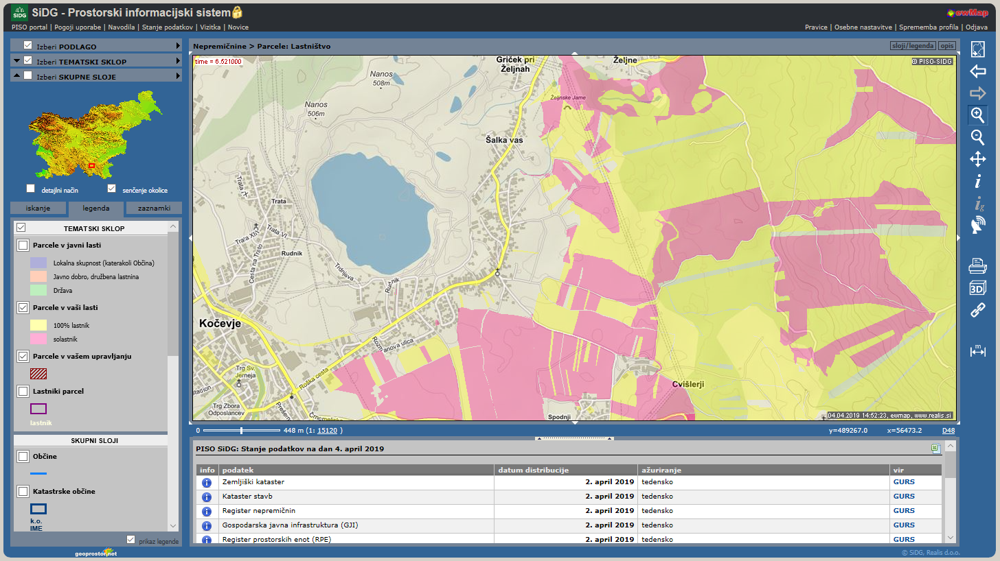 SiDG
SiDG - Prostorski informacijski sistem
ewMap
PISO portal | Pogoji uporabe | Navodila | Stanje podatkov | Vizitka | Novice
Pravice | Osebne nastavitve | Sprememba profila | Odjava
Izberi PODLAGO
Izberi TEMATSKI SKLOP
Izberi SKUPNE SLOJE
detajlni način
senčenje okolice
iskanje
legenda
zaznamki
TEMATSKI SKLOP
Parcele v javni lasti
Lokalna skupnost (katerakoli Občina)
Javno dobro, družbena lastnina
Država
Parcele v vaši lasti
100% lastnik
solastnik
Parcele v vašem upravljanju
Lastniki parcel
lastnik
SKUPNI SLOJI
Občine
Katastrske občine
k.o.
IME
prikaz legende
geoprostor.net
Nepremičnine > Parcele: Lastništvo
sloji/legenda
opis
time = 6.521000
© PISO-SIDG
Griček pri
Željnah
Željne
Nanos
508m
Željnske Jame
Nanos
506m
Šalka vas
Trata
Trata VI
Trata XII
Cesta na Trato
Rudnik
Trdnjava
Rudnik
Kočevje
Rozmanova ulica
Trg Sv.
Jerneja
Roška cesta
Stadion
Trg Zbora
Odposlancev
Cvišlerji
Spodnji
04.04.2019 14:52:23, ewmap, www.realis.si
0
448 m (1: 15120 )
y=489267.0
x=56473.2
D48
PISO SiDG: Stanje podatkov na dan 4. april 2019
info podatek datum distribucije ažuriranje vir
Zemljiški kataster 2. april 2019 tedensko GURS
Kataster stavb 2. april 2019 tedensko GURS
Register nepremičnin 2. april 2019 tedensko GURS
Gospodarska javna infrastruktura (GJI) 2. april 2019 tedensko GURS
Register prostorskih enot (RPE) 2. april 2019 tedensko GURS
© SiDG, Realis d.o.o.
i
i g
3D
m